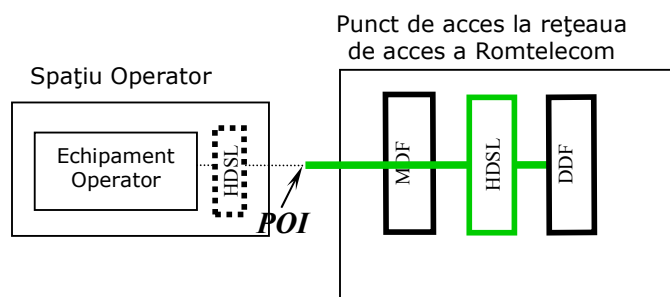 Punct de acces la reţeaua
de acces a Romtelecom
Spaţiu Operator
Echipament
Operator
HDSL
POI
MDF
HDSL
DDF